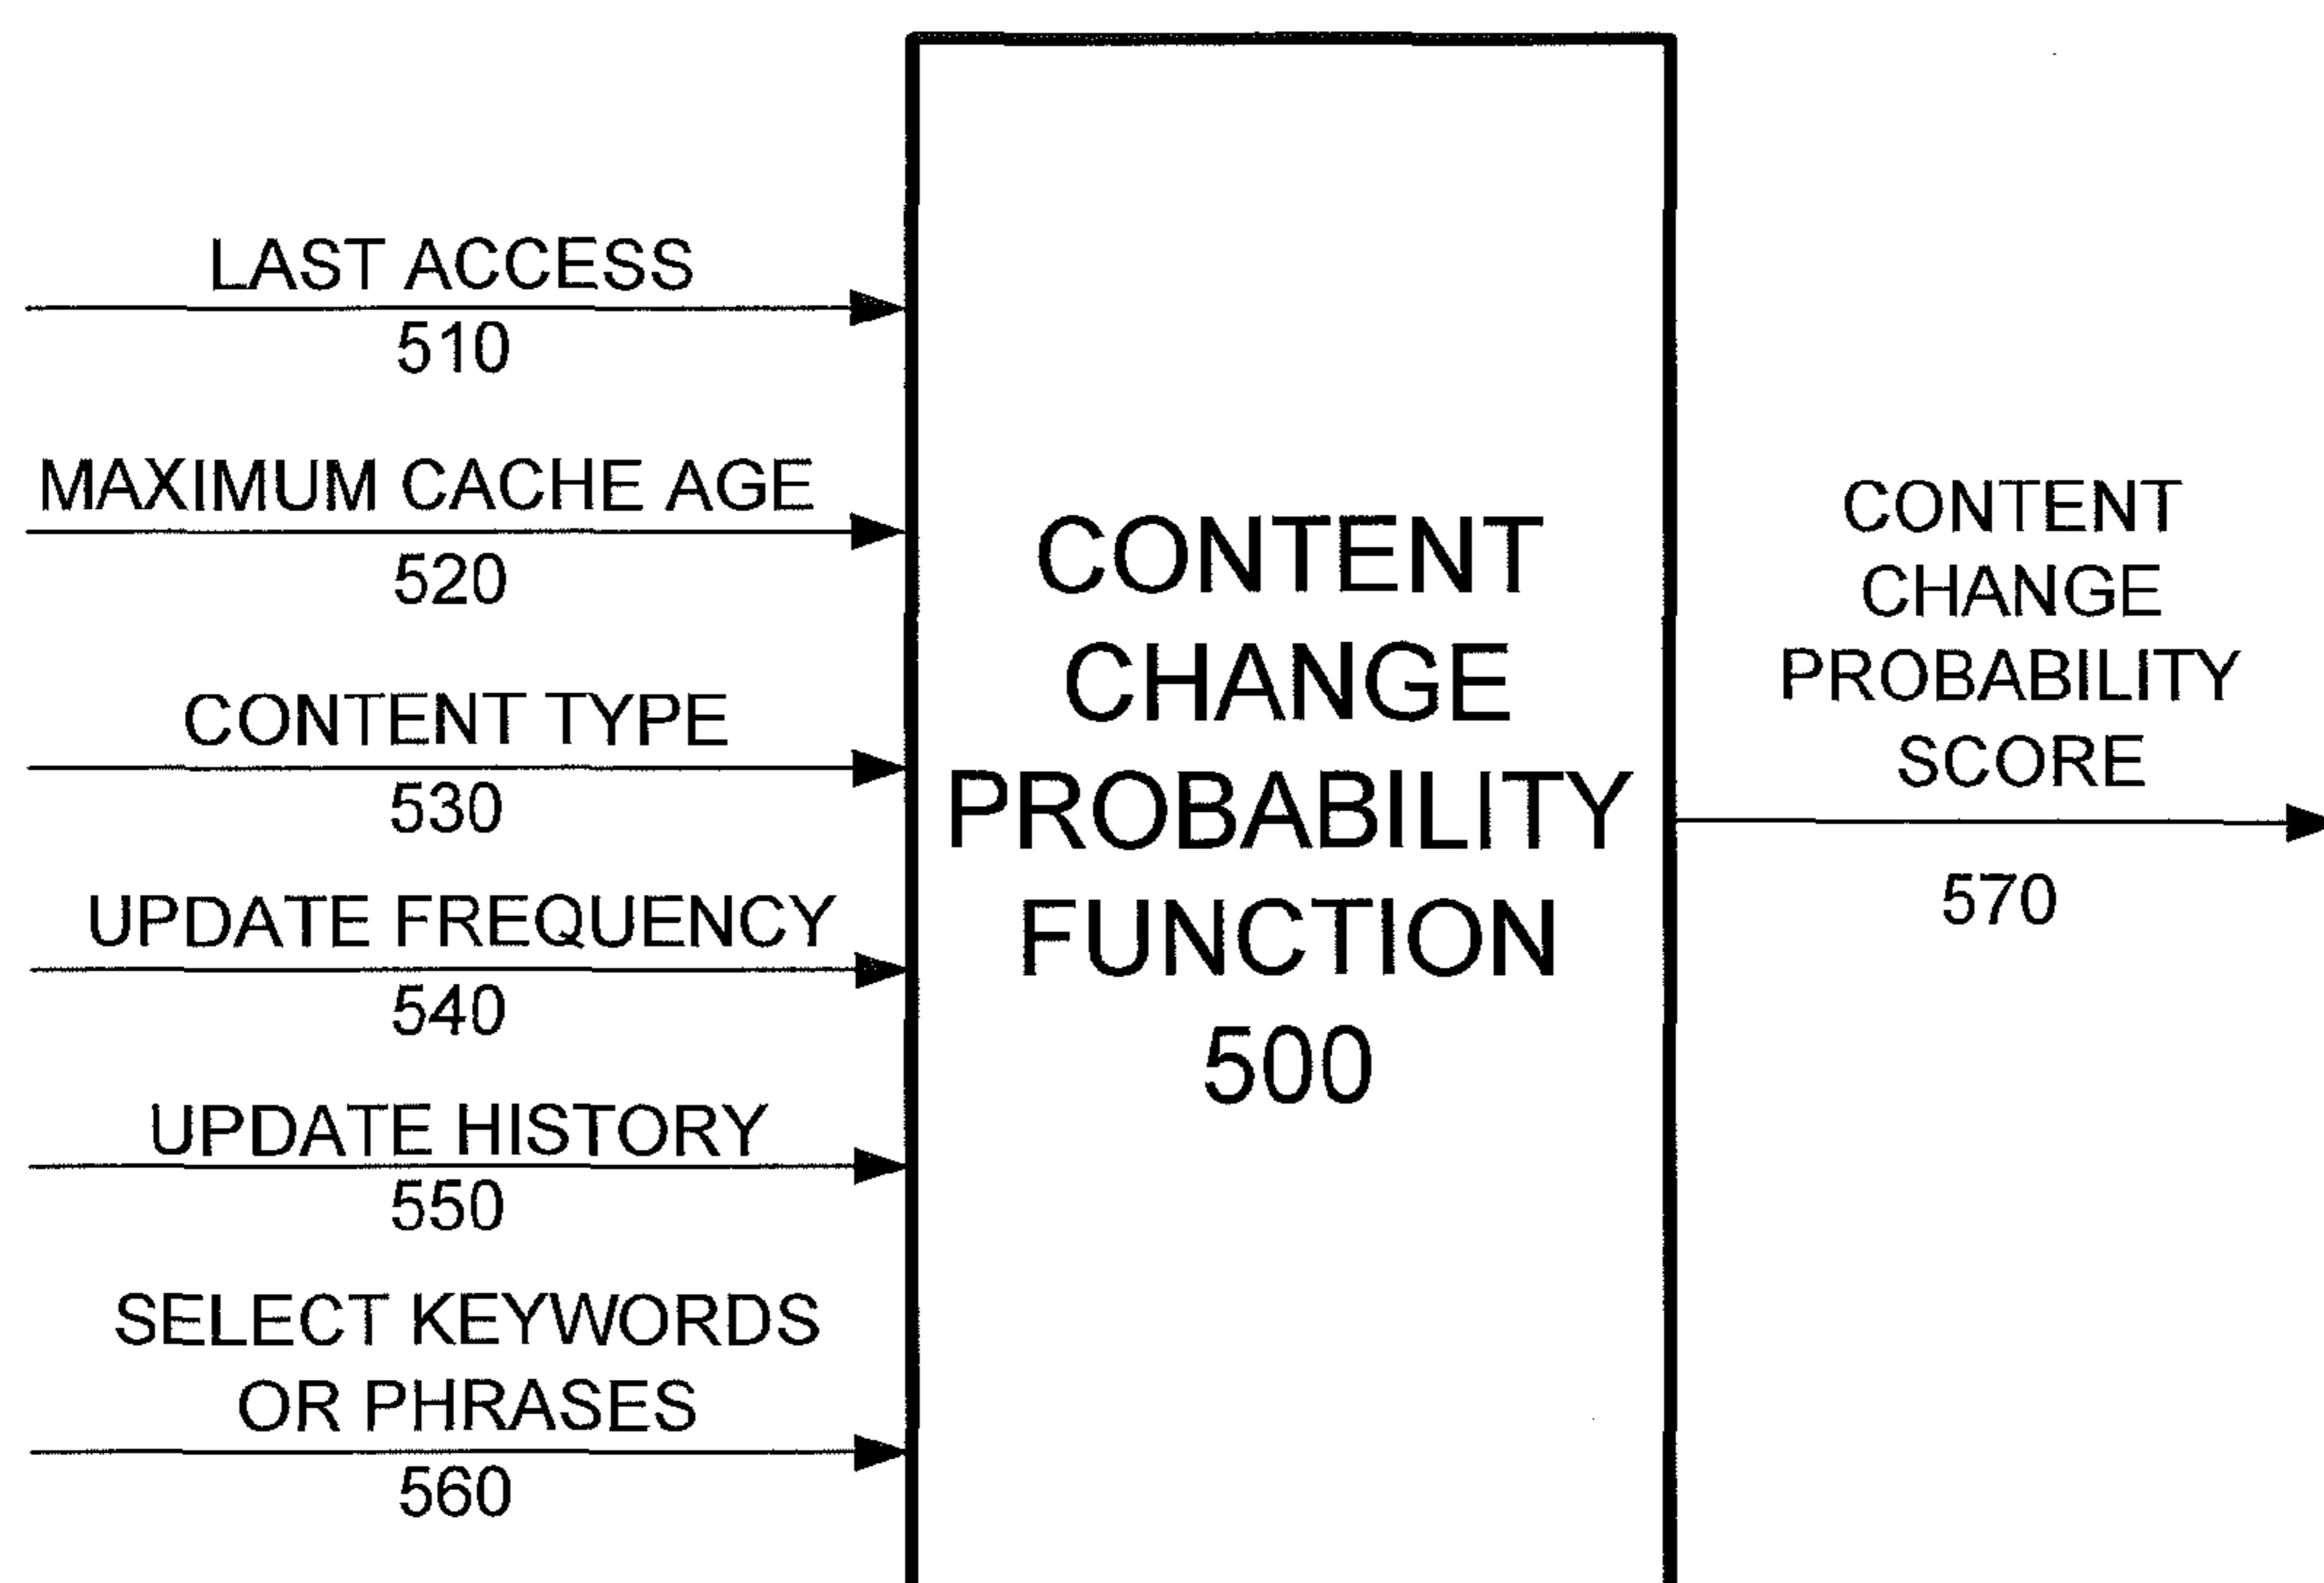 LAST ACCESS
510
MAXIMUM CACHE AGE
520
CONTENT TYPE
530
UPDATE FREQUENCY
540
UPDATE HISTORY
550
SELECT KEYWORDS
OR PHRASES
560
CONTENT
CHANGE
PROBABILITY
FUNCTION
500
CONTENT
CHANGE
PROBABILITY
SCORE
570